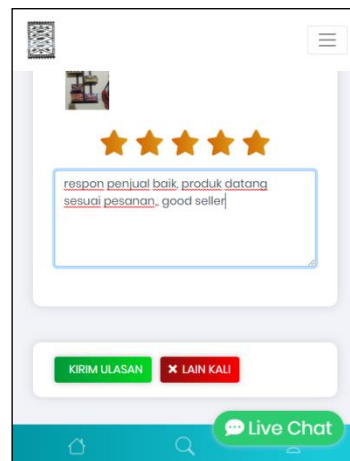 respon penjual baik, produk datang
sesuai pesanan,, good seller
KIRIM ULASAN
× LAIN KALI
Live Chat